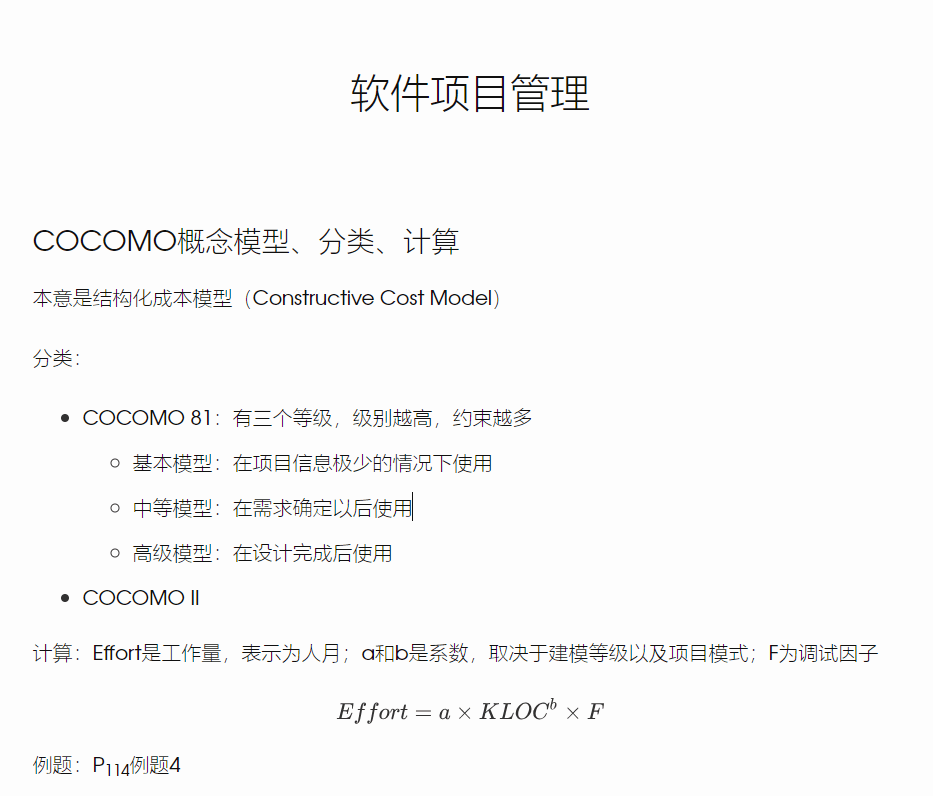 软件项目管理
COCOMO概念模型、分类、计算
本意是结构化成本模型（Constructive Cost Model）
分类：
COCOMO 81：有三个等级，级别越高，约束越多
基本模型：在项目信息极少的情况下使用
中等模型：在需求确定以后使用
高级模型：在设计完成后使用
COCOMO II
计算：Effort是工作量，表示为人月；a和b是系数，取决于建模等级以及项目模式；F为调试因子
Effort = a × KLOC^b × F
例题：P114例题4